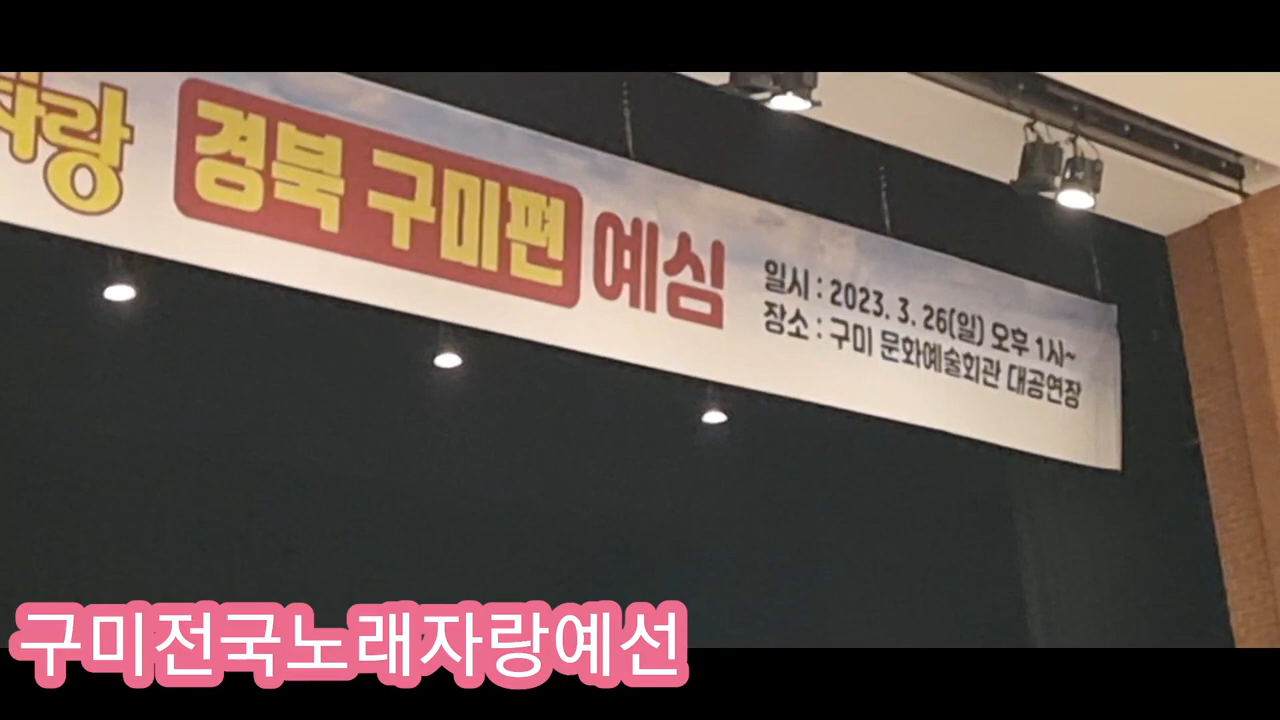 자랑 경북 구미편 예심
일시 : 2023. 3. 26(일) 오후 1시~
장소 : 구미 문화예술회관 대공연장
구미전국노래자랑예선